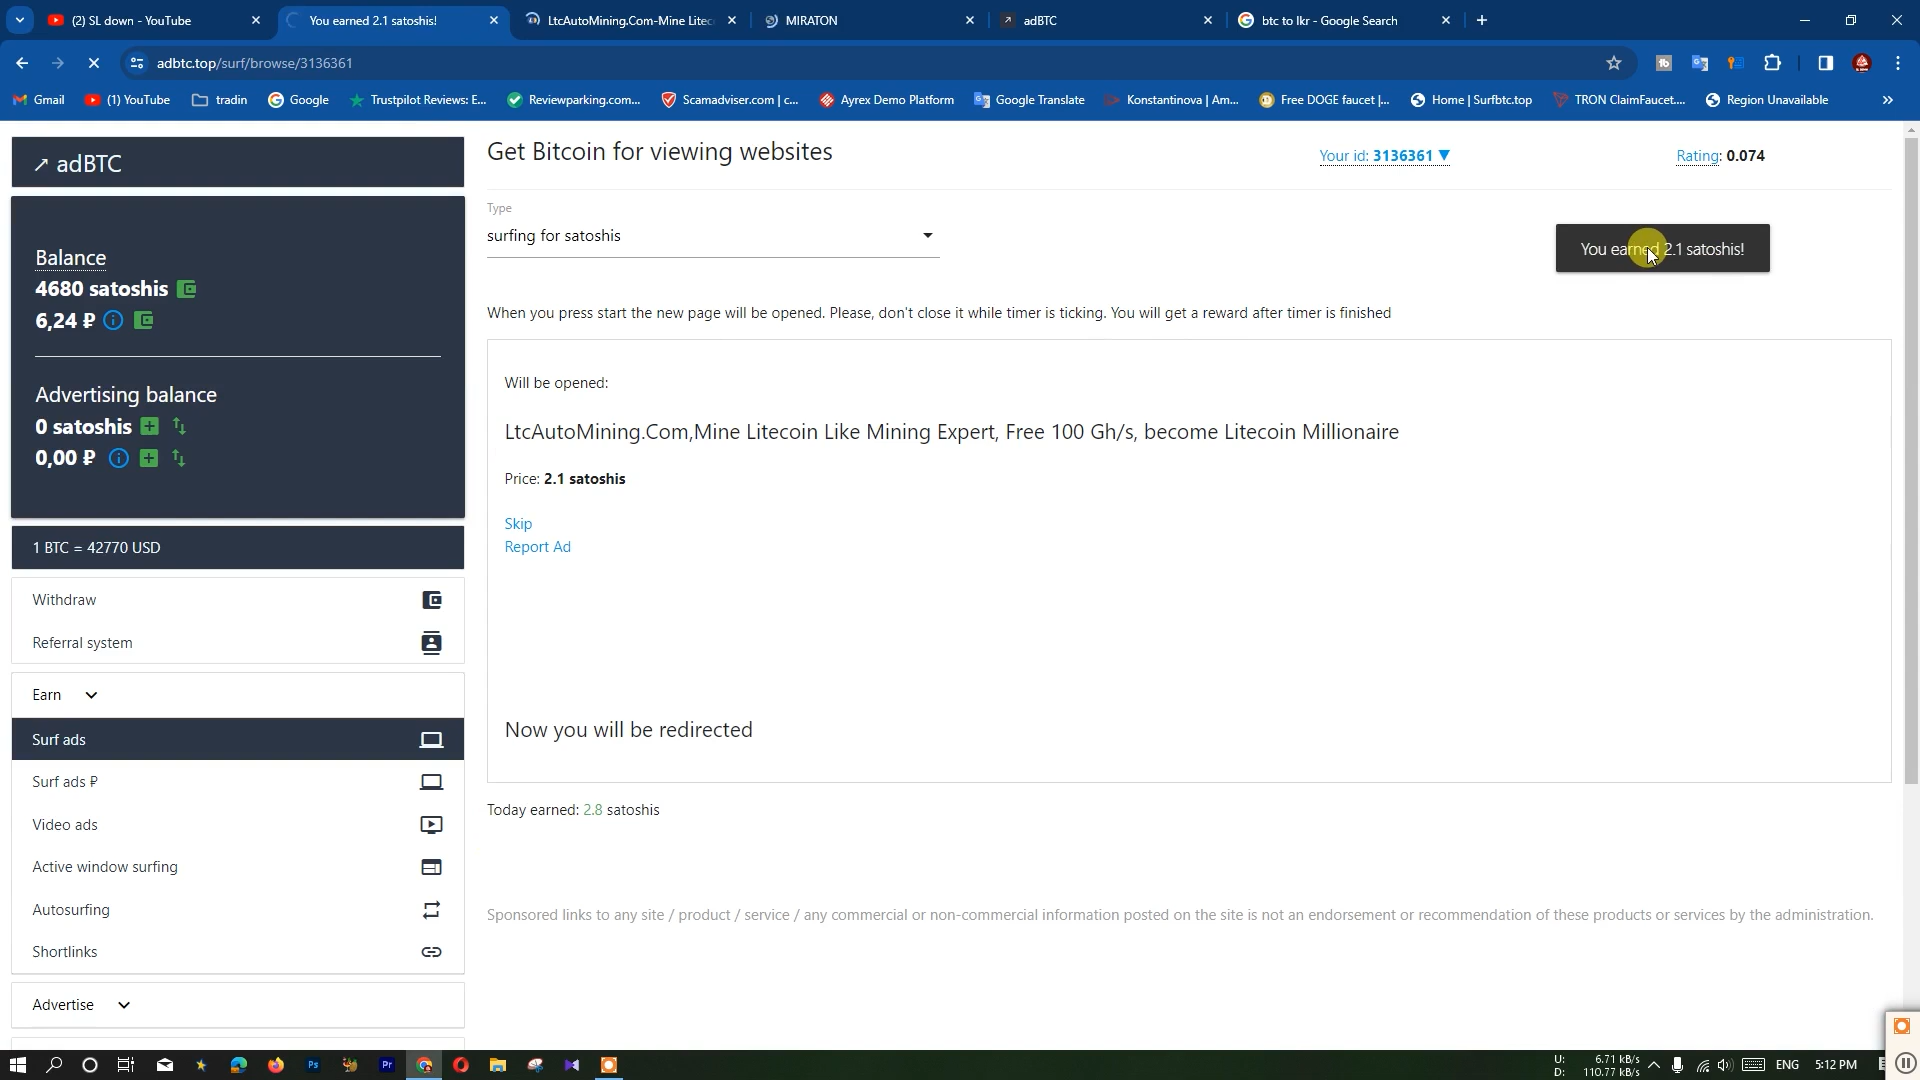 (2) SL down - YouTube
You earned 2.1 satoshis!
LtcAutoMining.Com-Mine Litec
MIRATON
adBTC
btc to lkr - Google Search
adbtc.top/surf/browse/3136361
Gmail
(1) YouTube
tradin
Google
Trustpilot Reviews: E...
Reviewparking.com...
Scamadviser.com | c...
Ayrex Demo Platform
Google Translate
Konstantinova | Am...
Free DOGE faucet |...
Home | Surfbtc.top
TRON ClaimFaucet....
Region Unavailable
adBTC
Get Bitcoin for viewing websites
Your id: 3136361 ▼
Rating: 0.074
Type
surfing for satoshis
You earned 2.1 satoshis!
Balance
4680 satoshis
6,24 ₽
When you press start the new page will be opened. Please, don't close it while timer is ticking. You will get a reward after timer is finished
Will be opened:
LtcAutoMining.Com,Mine Litecoin Like Mining Expert, Free 100 Gh/s, become Litecoin Millionaire
Price: 2.1 satoshis
Skip
Report Ad
Now you will be redirected
Today earned: 2.8 satoshis
Sponsored links to any site / product / service / any commercial or non-commercial information posted on the site is not an endorsement or recommendation of these products or services by the administration.
Advertising balance
0 satoshis
0,00 ₽
1 BTC = 42770 USD
Withdraw
Referral system
Earn
Surf ads
Surf ads ₽
Video ads
Active window surfing
Autosurfing
Shortlinks
Advertise
Ps
Pr
U: 6.71 kB/s
D: 110.77 kB/s
ENG
5:12 PM